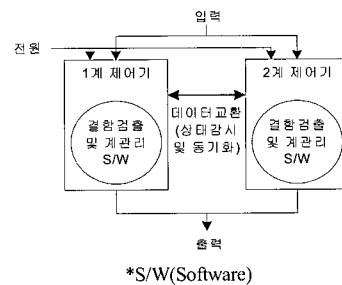 입력
전원
1계 제어기
2계 제어기
결함검출
및 계관리
S/W
데이터교환
(상태감시
및 동기화)
결함검출
및 계관리
S/W
출력
*S/W(Software)